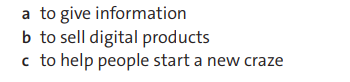 a to give information
b to sell digital products
c to help people start a new craze